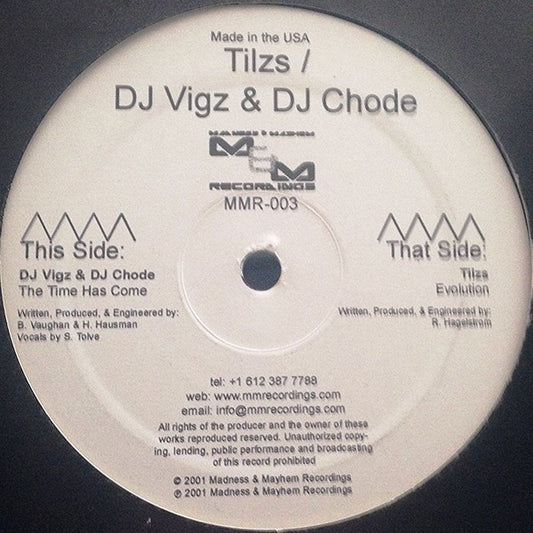 Made in the USA
Tilzs /
DJ Vigz & DJ Chode
MADNESS & MAYHEM
M&M
RECORDINGS
MMR-003
This Side:
DJ Vigz & DJ Chode
The Time Has Come
Written, Produced, & Engineered by:
B. Vaughan & H. Hausman
Vocals by S. Tolve
That Side:
Tilzs
Evolution
Written, Produced, & Engineered by:
R. Hagelstrom
tel: +1 612 387 7788
web: www.mmrecordings.com
email: info@mmrecordings.com
All rights of the producer and the owner of these
works reproduced reserved. Unauthorized copy-
ing, lending, public performance and broadcasting
of this record prohibited
© 2001 Madness & Mayhem Recordings
℗ 2001 Madness & Mayhem Recordings